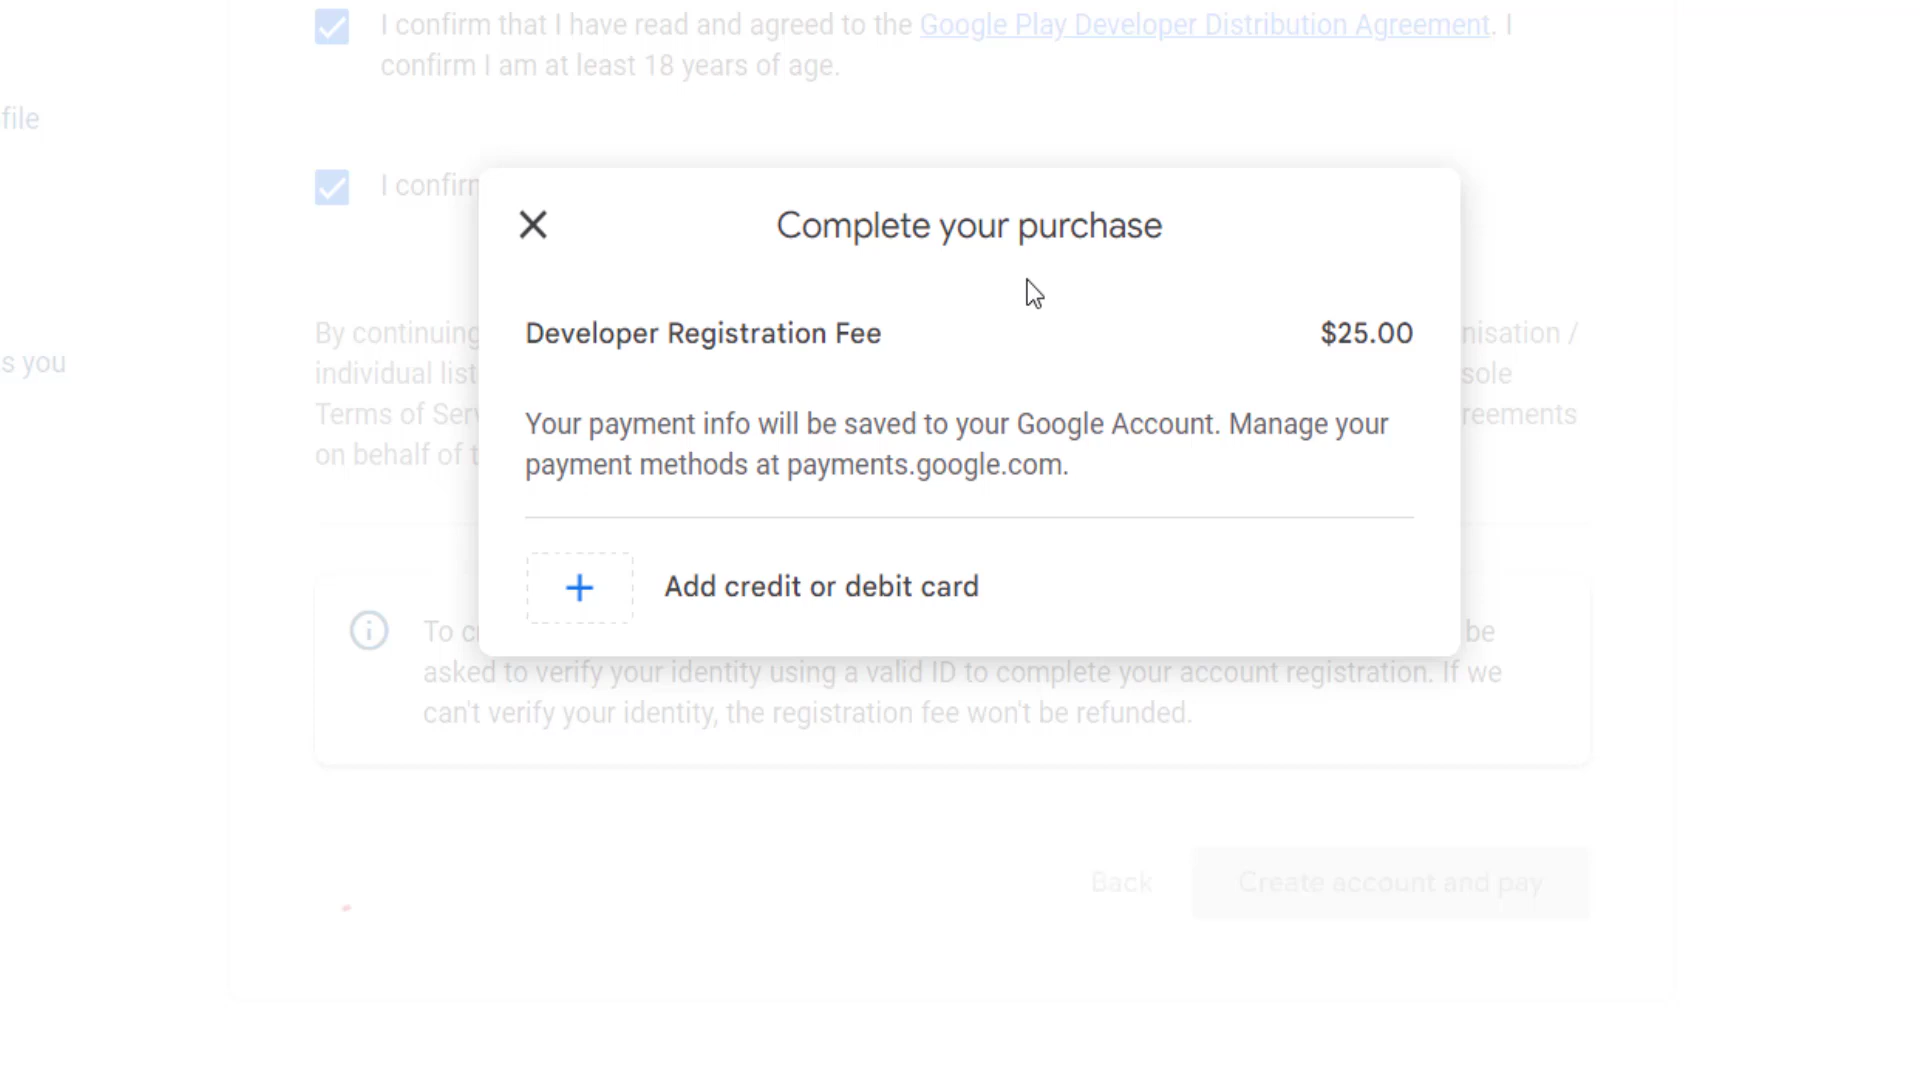 I confirm that I have read and agreed to the Google Play Developer Distribution Agreement. I
confirm I am at least 18 years of age.
file
I confirm
Complete your purchase
Developer Registration Fee $25.00
By continuing
nisation /
s you
individual list
sole
Terms of Serv
reements
on behalf of t
Your payment info will be saved to your Google Account. Manage your
payment methods at payments.google.com.
Add credit or debit card
To cr
be
asked to verify your identity using a valid ID to complete your account registration. If we
can't verify your identity, the registration fee won't be refunded.
Back
Create account and pay